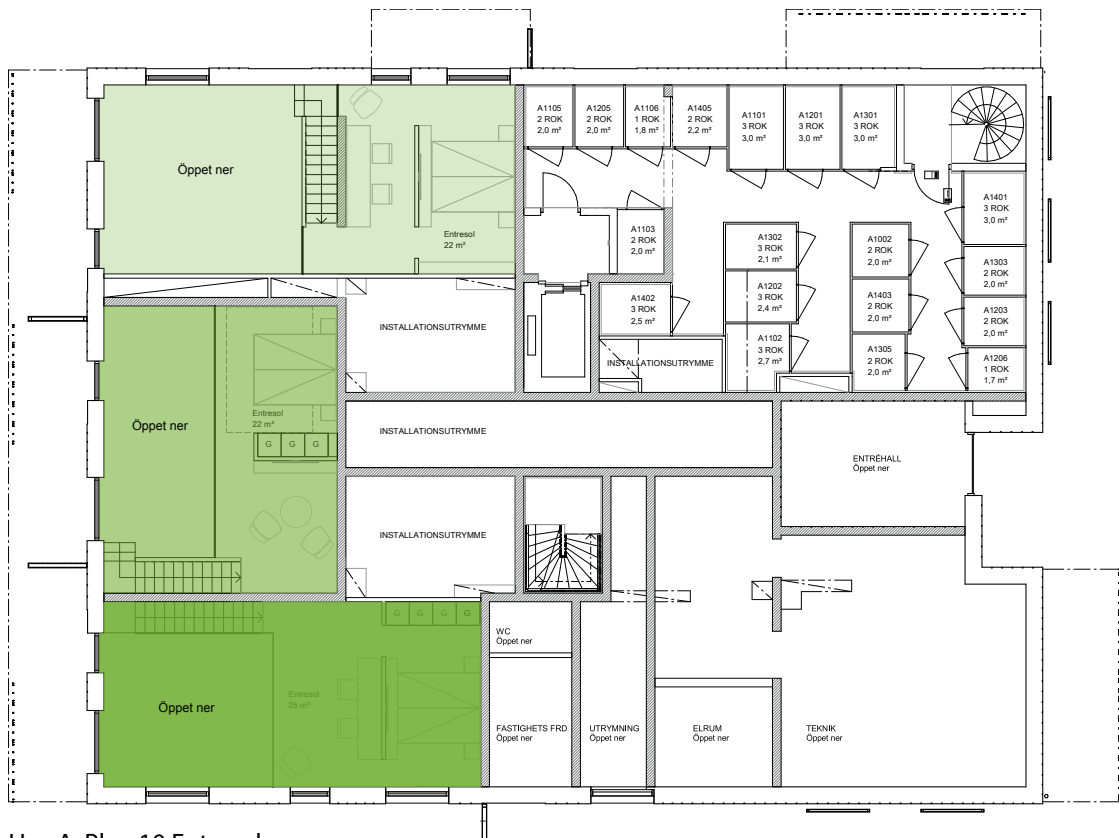 A1105
2 ROK
2,0 m²
A1205
2 ROK
2,0 m²
A1106
1 ROK
1,8 m²
A1405
2 ROK
2,2 m²
A1101
3 ROK
3,0 m²
A1201
3 ROK
3,0 m²
A1301
3 ROK
3,0 m²
Öppet ner
Entresol
22 m²
A1103
2 ROK
2,0 m²
A1302
3 ROK
2,1 m²
A1002
2 ROK
2,0 m²
A1401
3 ROK
3,0 m²
A1303
2 ROK
2,0 m²
A1402
3 ROK
2,5 m²
A1202
3 ROK
2,4 m²
A1403
2 ROK
2,0 m²
A1203
2 ROK
2,0 m²
INSTALLATIONSUTRYMME
INSTALLATIONSUTRYMME
A1102
3 ROK
2,7 m²
A1305
2 ROK
2,0 m²
A1206
1 ROK
1,7 m²
Öppet ner
Entresol
22 m²
G G G
INSTALLATIONSUTRYMME
ENTRÉHALL
Öppet ner
INSTALLATIONSUTRYMME
G G G G
WC
Öppet ner
Öppet ner
Entresol
25 m²
FASTIGHETS FRD
Öppet ner
UTRYMNING
Öppet ner
ELRUM
Öppet ner
TEKNIK
Öppet ner